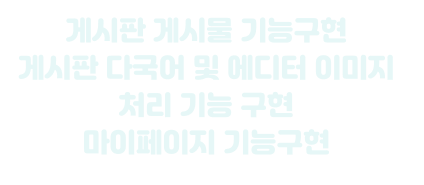 게시판 게시물 기능구현
게시판 다국어 및 에디터 이미지
처리 기능 구현
마이페이지 기능구현